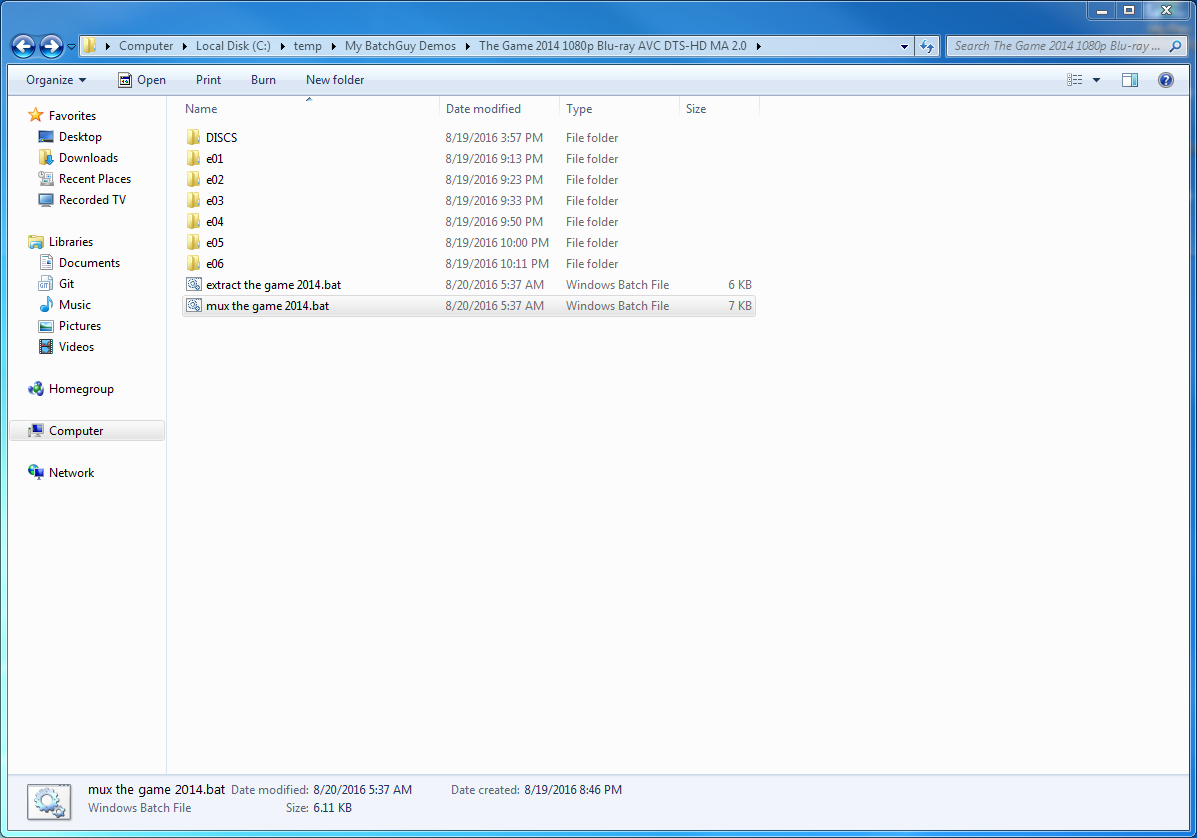 Computer Local Disk (C:) temp My BatchGuy Demos The Game 2014 1080p Blu-ray AVC DTS-HD MA 2.0 Search The Game 2014 1080p Blu-ray ...
Organize Open Print Burn New folder
Name Date modified Type Size
Favorites
Desktop
Downloads
Recent Places
Recorded TV
Libraries
Documents
Git
Music
Pictures
Videos
Homegroup
Computer
Network
DISCS 8/19/2016 3:57 PM File folder
e01 8/19/2016 9:13 PM File folder
e02 8/19/2016 9:23 PM File folder
e03 8/19/2016 9:33 PM File folder
e04 8/19/2016 9:50 PM File folder
e05 8/19/2016 10:00 PM File folder
e06 8/19/2016 10:11 PM File folder
extract the game 2014.bat 8/20/2016 5:37 AM Windows Batch File 6 KB
mux the game 2014.bat 8/20/2016 5:37 AM Windows Batch File 7 KB
mux the game 2014.bat Date modified: 8/20/2016 5:37 AM Date created: 8/19/2016 8:46 PM
Windows Batch File Size: 6.11 KB